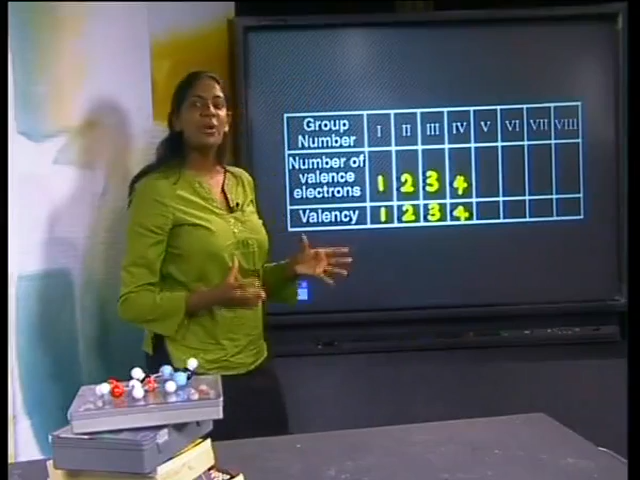 Group Number I II III IV V VI VII VIII
Number of valence electrons 1 2 3 4
Valency 1 2 3 4